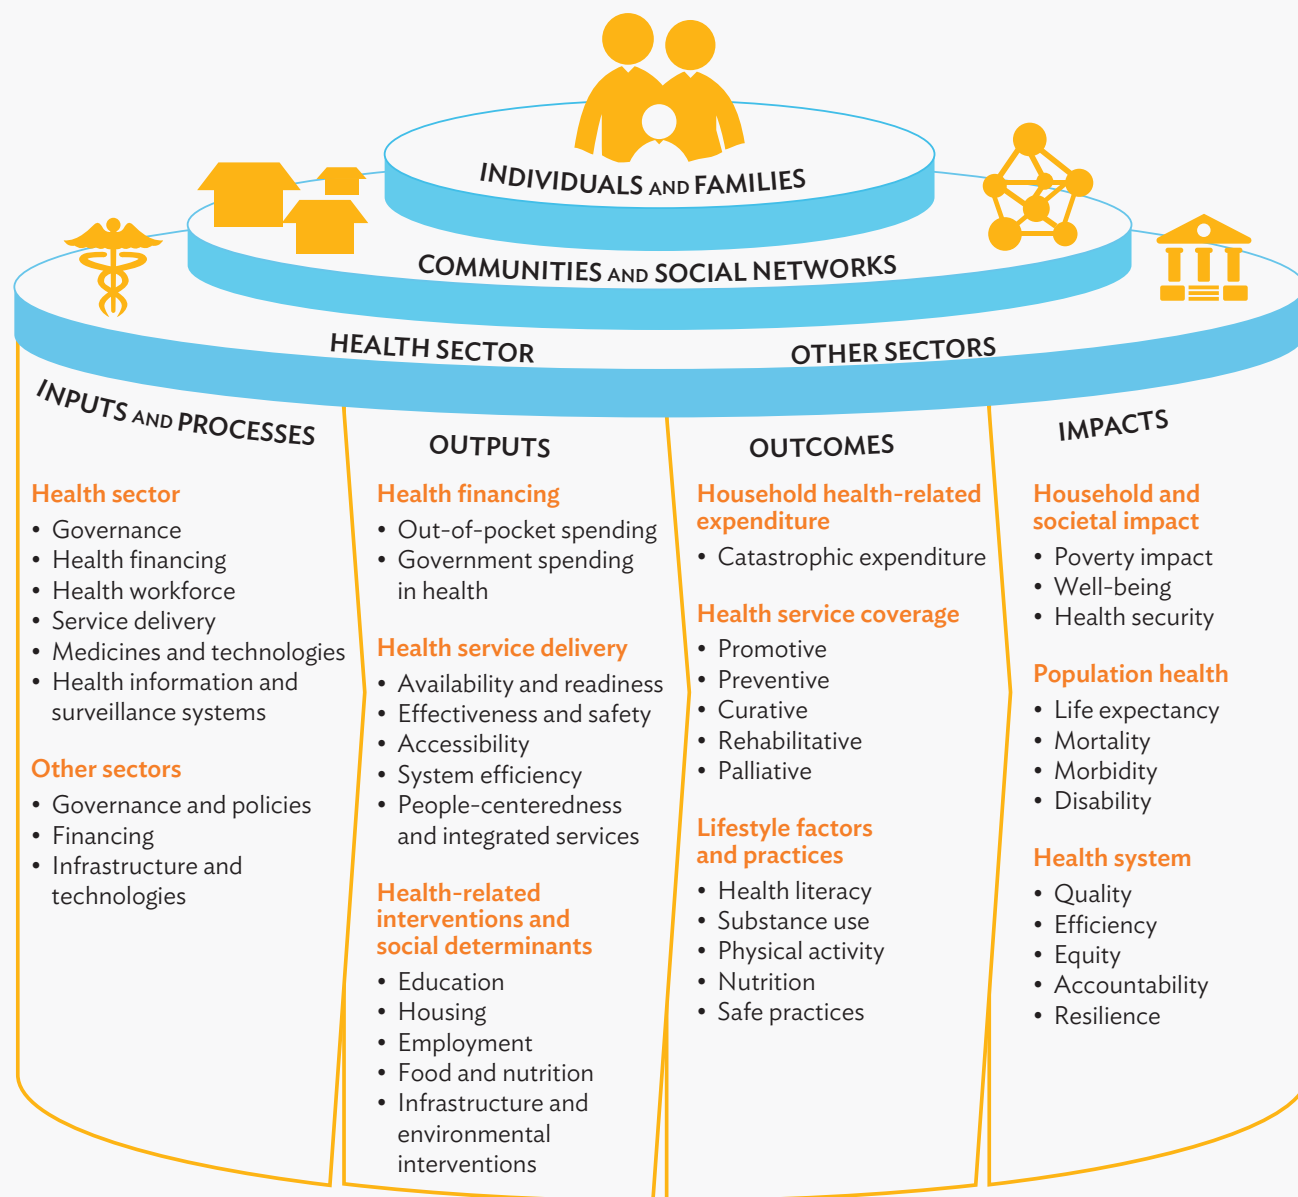 INDIVIDUALS AND FAMILIES
COMMUNITIES AND SOCIAL NETWORKS
HEALTH SECTOR
OTHER SECTORS
INPUTS AND PROCESSES
Health sector
• Governance
• Health financing
• Health workforce
• Service delivery
• Medicines and technologies
• Health information and
surveillance systems
Other sectors
• Governance and policies
• Financing
• Infrastructure and
technologies
OUTPUTS
Health financing
• Out-of-pocket spending
• Government spending
in health
Health service delivery
• Availability and readiness
• Effectiveness and safety
• Accessibility
• System efficiency
• People-centeredness
and integrated services
Health-related
interventions and
social determinants
• Education
• Housing
• Employment
• Food and nutrition
• Infrastructure and
environmental
interventions
OUTCOMES
Household health-related
expenditure
• Catastrophic expenditure
Health service coverage
• Promotive
• Preventive
• Curative
• Rehabilitative
• Palliative
Lifestyle factors
and practices
• Health literacy
• Substance use
• Physical activity
• Nutrition
• Safe practices
IMPACTS
Household and
societal impact
• Poverty impact
• Well-being
• Health security
Population health
• Life expectancy
• Mortality
• Morbidity
• Disability
Health system
• Quality
• Efficiency
• Equity
• Accountability
• Resilience